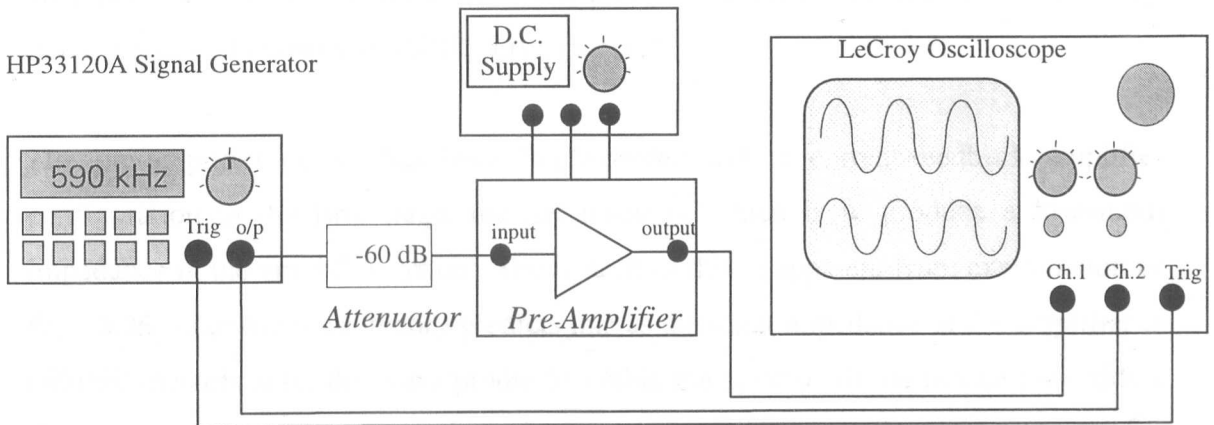 D.C.
Supply
LeCroy Oscilloscope
HP33120A Signal Generator
590 kHz
Trig
o/p
-60 dB
input
output
Attenuator
Pre-Amplifier
Ch.1
Ch.2
Trig